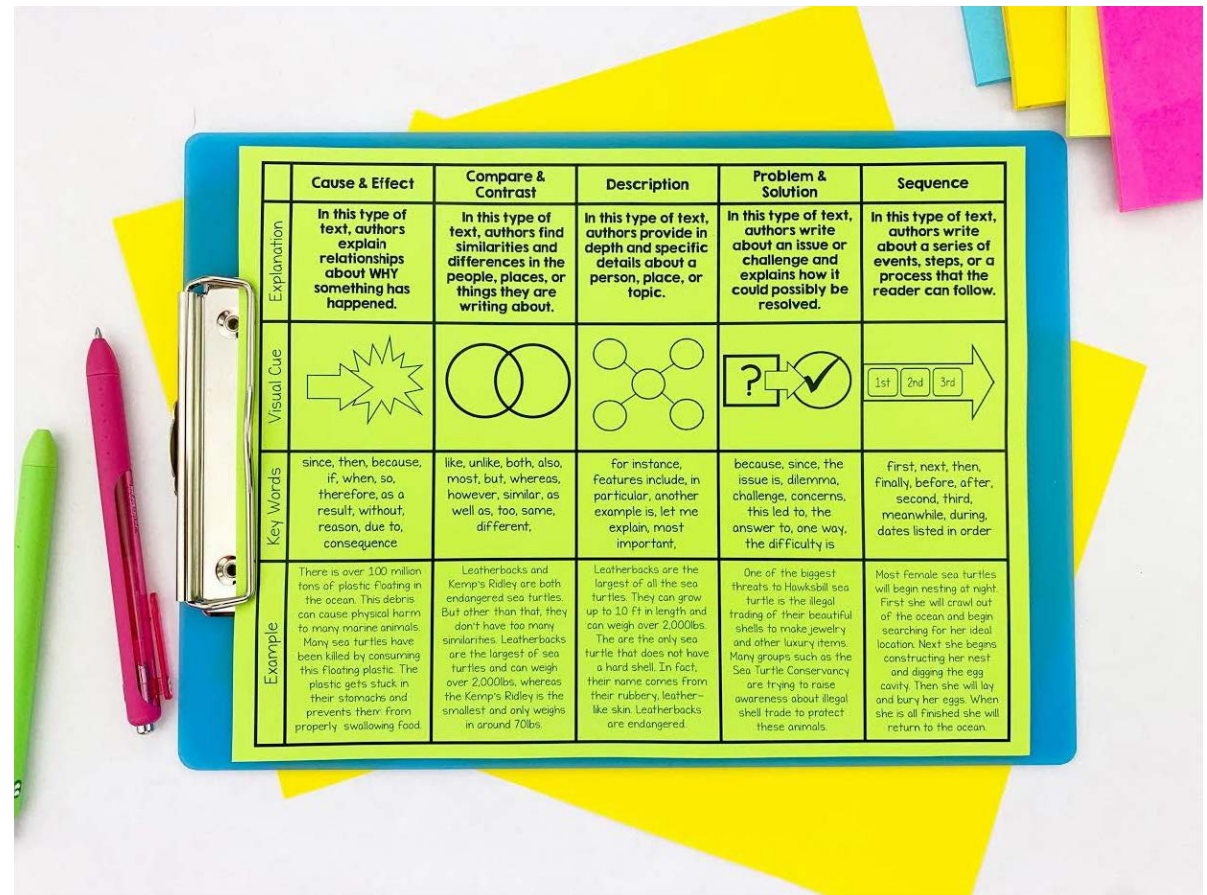 Cause & Effect
Compare &
Contrast
Description
Problem &
Solution
Sequence
Explanation
In this type of
text, authors
explain
relationships
about WHY
something has
happened.
In this type of
text, authors find
similarities and
differences in the
people, places, or
things they are
writing about.
In this type of text,
authors provide in
depth and specific
details about a
person, place, or
topic.
In this type of text,
authors write
about an issue or
challenge and
explains how it
could possibly be
resolved.
In this type of text,
authors write
about a series of
events, steps, or a
process that the
reader can follow.
Visual Cue
?
1st 2nd 3rd
Key Words
since, then, because,
if, when, so,
therefore, as a
result, without,
reason, due to,
consequence
like, unlike, both, also,
most, but, whereas,
however, similar, as
well as, too, same,
different,
for instance,
features include, in
particular, another
example is, let me
explain, most
important,
because, since, the
issue is, dilemma,
challenge, concerns,
this led to, the
answer to, one way,
the difficulty is
first, next, then,
finally, before, after,
second, third,
meanwhile, during,
dates listed in order
Example
There is over 100 million
tons of plastic floating in
the ocean. This debris
can cause physical harm
to many marine animals.
Many sea turtles have
been killed by consuming
this floating plastic. The
plastic gets stuck in
their stomachs and
prevents them from
properly swallowing food.
Leatherbacks and
Kemp's Ridley are both
endangered sea turtles.
But other than that, they
don't have too many
similarities. Leatherbacks
are the largest of sea
turtles and can weigh
over 2,000lbs, whereas
the Kemp's Ridley is the
smallest and only weighs
in around 70lbs.
Leatherbacks are the
largest of all the sea
turtles. They can grow
up to 10 ft in length and
can weigh over 2,000lbs.
The are the only sea
turtle that does not have
a hard shell. In fact,
their name comes from
their rubbery, leather-
like skin. Leatherbacks
are endangered.
One of the biggest
threats to Hawksbill sea
turtle is the illegal
trading of their beautiful
shells to make jewelry
and other luxury items.
Many groups such as the
Sea Turtle Conservancy
are trying to raise
awareness about illegal
shell trade to protect
these animals.
Most female sea turtles
will begin nesting at night.
First she will crawl out
of the ocean and begin
searching for her ideal
location. Next she begins
constructing her nest
and digging the egg
cavity. Then she will lay
and bury her eggs. When
she is all finished she will
return to the ocean.